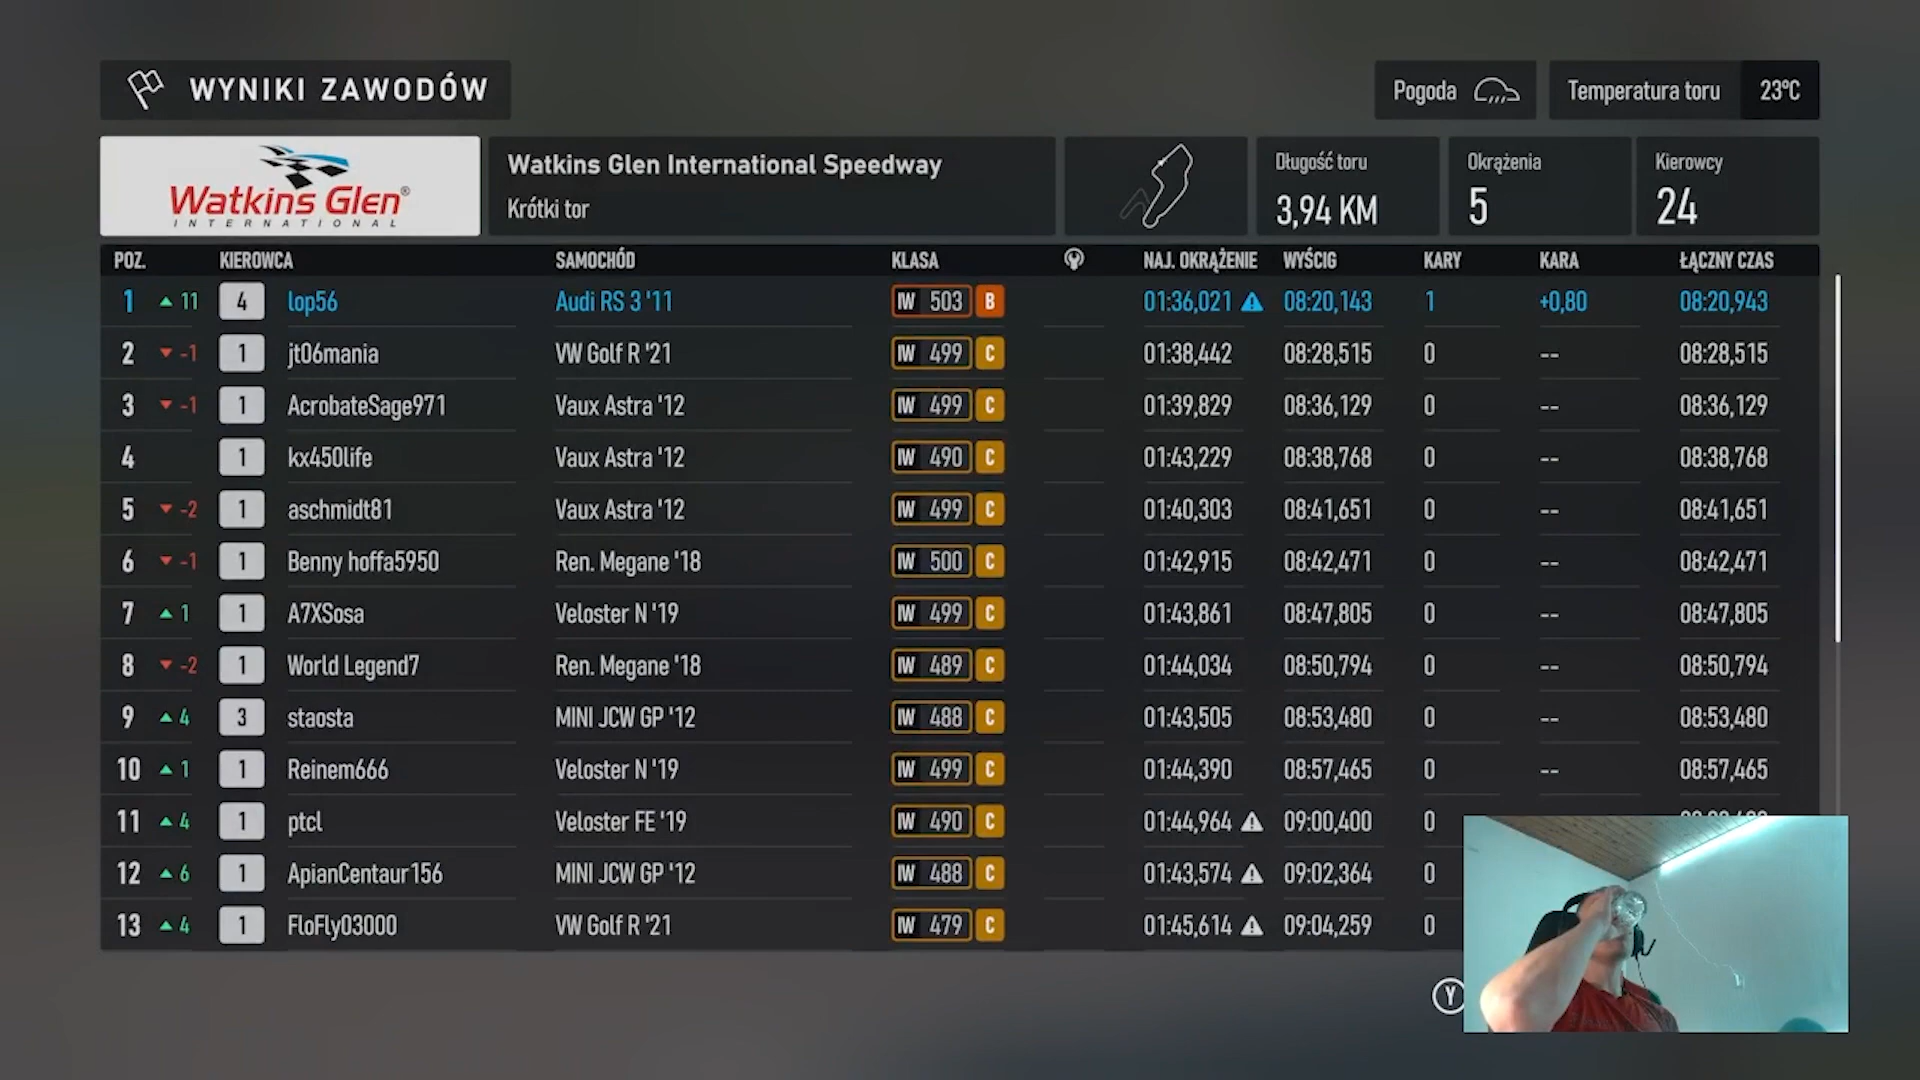 WYNIKI ZAWODÓW
Pogoda
Temperatura toru 23°C
Watkins Glen®
INTERNATIONAL
Watkins Glen International Speedway
Krótki tor
Długość toru
3,94 KM
Okrążenia
5
Kierowcy
24
POZ. KIEROWCA SAMOCHÓD KLASA NAJ. OKRĄŻENIE WYŚCIG KARY KARA ŁĄCZNY CZAS
1 11 4 lop56 Audi RS 3 '11 IW 503 B 01:36,021 08:20,143 1 +0,80 08:20,943
2 -1 1 jt06mania VW Golf R '21 IW 499 C 01:38,442 08:28,515 0 -- 08:28,515
3 -1 1 AcrobateSage971 Vaux Astra '12 IW 499 C 01:39,829 08:36,129 0 -- 08:36,129
4 1 kx450life Vaux Astra '12 IW 490 C 01:43,229 08:38,768 0 -- 08:38,768
5 -2 1 aschmidt81 Vaux Astra '12 IW 499 C 01:40,303 08:41,651 0 -- 08:41,651
6 -1 1 Benny hoffa5950 Ren. Megane '18 IW 500 C 01:42,915 08:42,471 0 -- 08:42,471
7 1 1 A7XSosa Veloster N '19 IW 499 C 01:43,861 08:47,805 0 -- 08:47,805
8 -2 1 World Legend7 Ren. Megane '18 IW 489 C 01:44,034 08:50,794 0 -- 08:50,794
9 4 3 staosta MINI JCW GP '12 IW 488 C 01:43,505 08:53,480 0 -- 08:53,480
10 1 1 Reinem666 Veloster N '19 IW 499 C 01:44,390 08:57,465 0 -- 08:57,465
11 4 1 ptcl Veloster FE '19 IW 490 C 01:44,964 09:00,400 0
12 6 1 ApianCentaur156 MINI JCW GP '12 IW 488 C 01:43,574 09:02,364 0
13 4 1 FloFly03000 VW Golf R '21 IW 479 C 01:45,614 09:04,259 0
Y